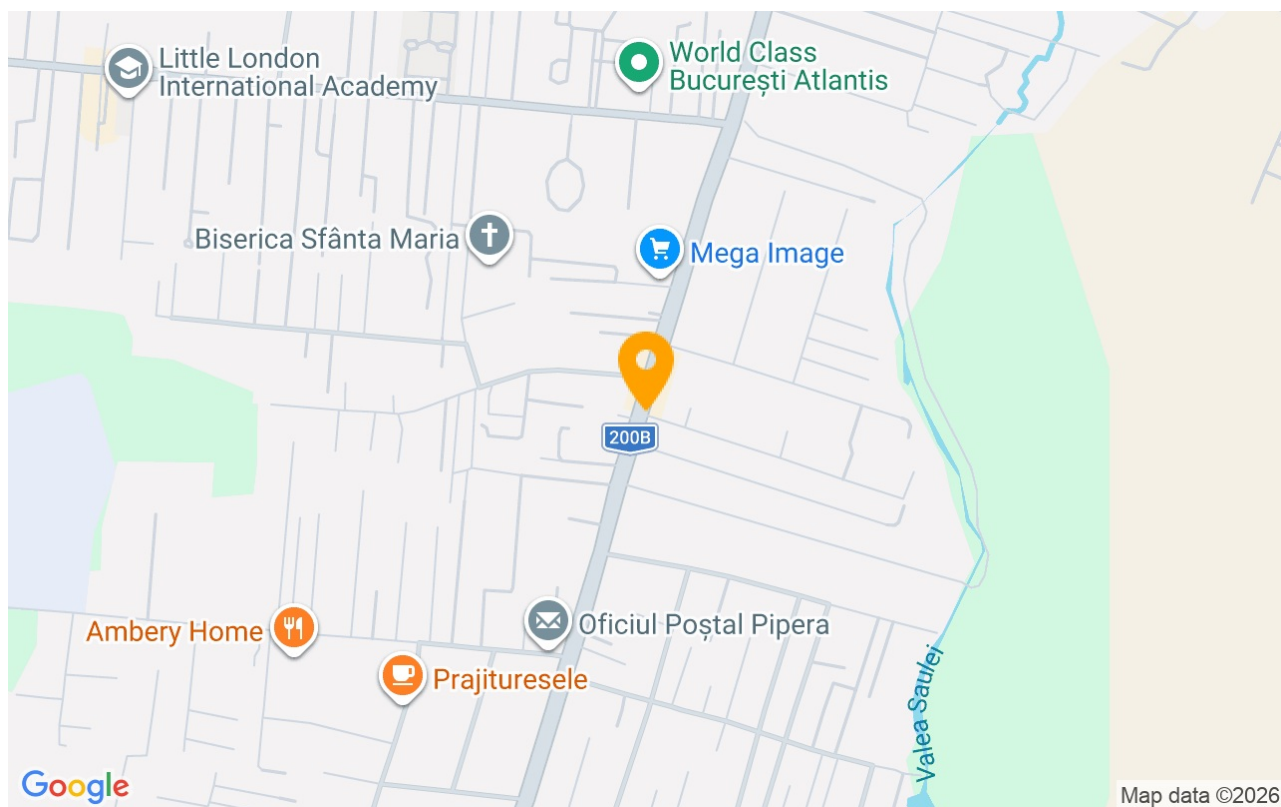 Little London
International Academy
World Class
București Atlantis
Biserica Sfânta Maria
Mega Image
200B
Oficiul Poștal Pipera
Ambery Home
Prajituresele
Valea Saulei
Google
Map data ©2026